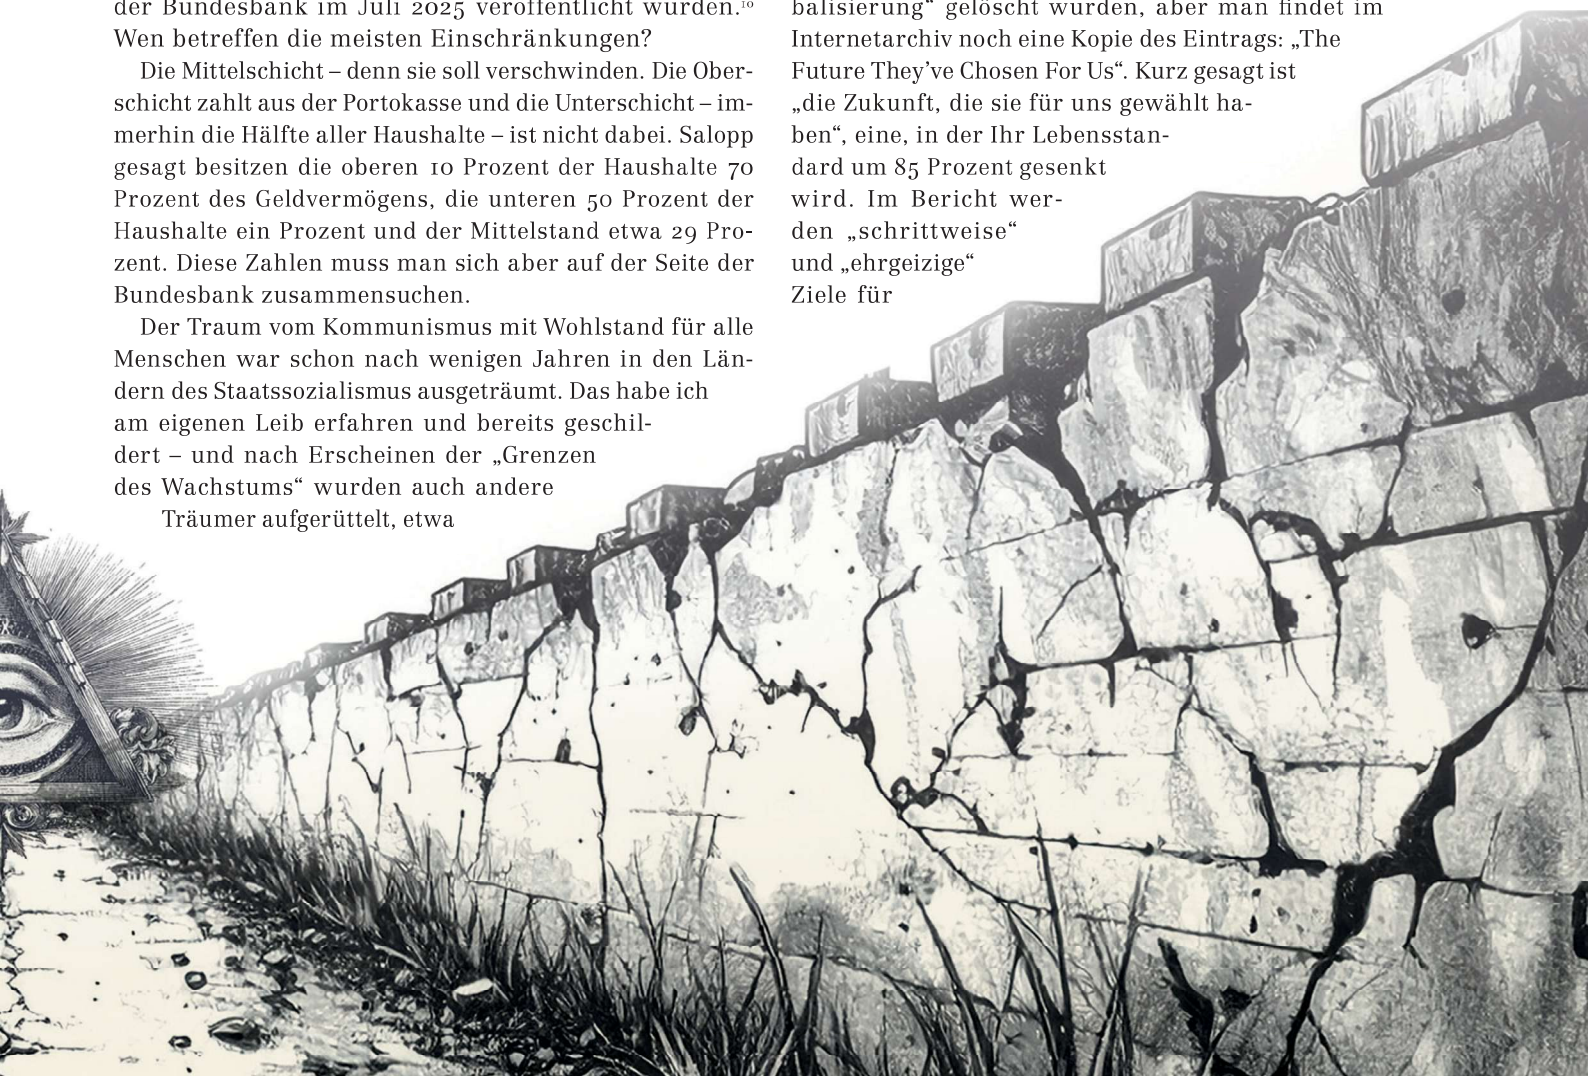 der Bundesbank im Juli 2025 veröffentlicht wurden.¹⁰
Wen betreffen die meisten Einschränkungen?
Die Mittelschicht – denn sie soll verschwinden. Die Ober-
schicht zahlt aus der Portokasse und die Unterschicht – im-
merhin die Hälfte aller Haushalte – ist nicht dabei. Salopp
gesagt besitzen die oberen 10 Prozent der Haushalte 70
Prozent des Geldvermögens, die unteren 50 Prozent der
Haushalte ein Prozent und der Mittelstand etwa 29 Pro-
zent. Diese Zahlen muss man sich aber auf der Seite der
Bundesbank zusammensuchen.
Der Traum vom Kommunismus mit Wohlstand für alle
Menschen war schon nach wenigen Jahren in den Län-
dern des Staatssozialismus ausgeträumt. Das habe ich
am eigenen Leib erfahren und bereits geschil-
dert – und nach Erscheinen der „Grenzen
des Wachstums“ wurden auch andere
Träumer aufgerüttelt, etwa
balisierung“ gelöscht wurden, aber man findet im
Internetarchiv noch eine Kopie des Eintrags: „The
Future They’ve Chosen For Us“. Kurz gesagt ist
„die Zukunft, die sie für uns gewählt ha-
ben“, eine, in der Ihr Lebensstan-
dard um 85 Prozent gesenkt
wird. Im Bericht wer-
den „schrittweise“
und „ehrgeizige“
Ziele für